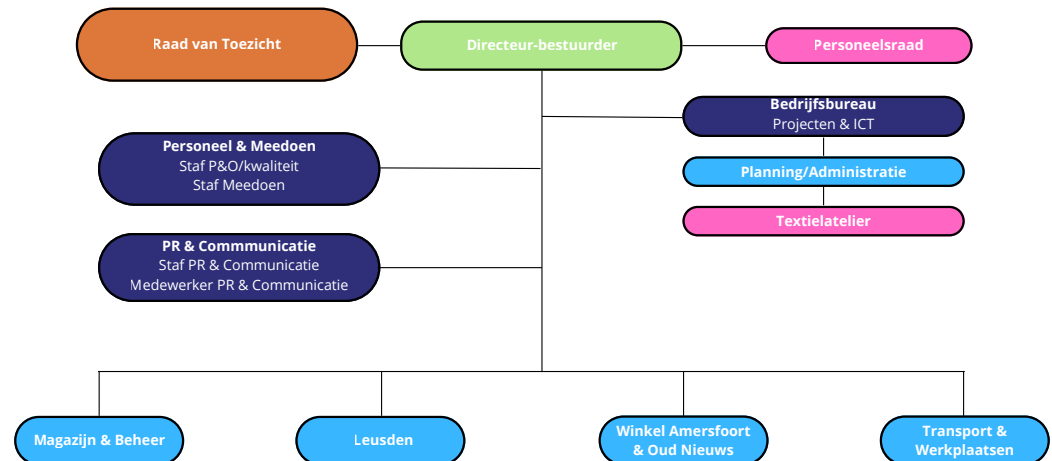 Raad van Toezicht
Directeur-bestuurder
Personeelsraad
Bedrijfsbureau
Projecten & ICT
Personeel & Meedoen
Staf P&O/kwaliteit
Staf Meedoen
Planning/Administratie
Textielatelier
PR & Commmunicatie
Staf PR & Communicatie
Medewerker PR & Communicatie
Magazijn & Beheer
Leusden
Winkel Amersfoort
& Oud Nieuws
Transport &
Werkplaatsen